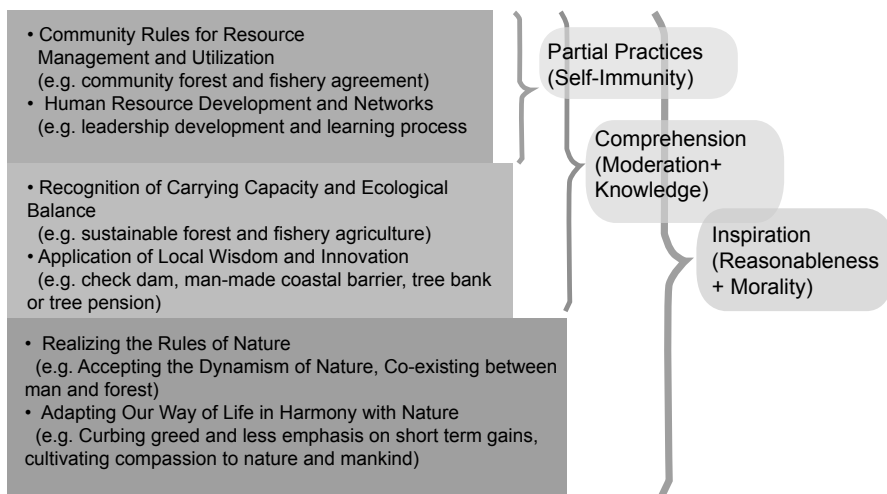 • Community Rules for Resource
Management and Utilization
(e.g. community forest and fishery agreement)
• Human Resource Development and Networks
(e.g. leadership development and learning process
• Recognition of Carrying Capacity and Ecological
Balance
(e.g. sustainable forest and fishery agriculture)
• Application of Local Wisdom and Innovation
(e.g. check dam, man-made coastal barrier, tree bank
or tree pension)
• Realizing the Rules of Nature
(e.g. Accepting the Dynamism of Nature, Co-existing between
man and forest)
• Adapting Our Way of Life in Harmony with Nature
(e.g. Curbing greed and less emphasis on short term gains,
cultivating compassion to nature and mankind)
Partial Practices
(Self-Immunity)
Comprehension
(Moderation+
Knowledge)
Inspiration
(Reasonableness
+ Morality)